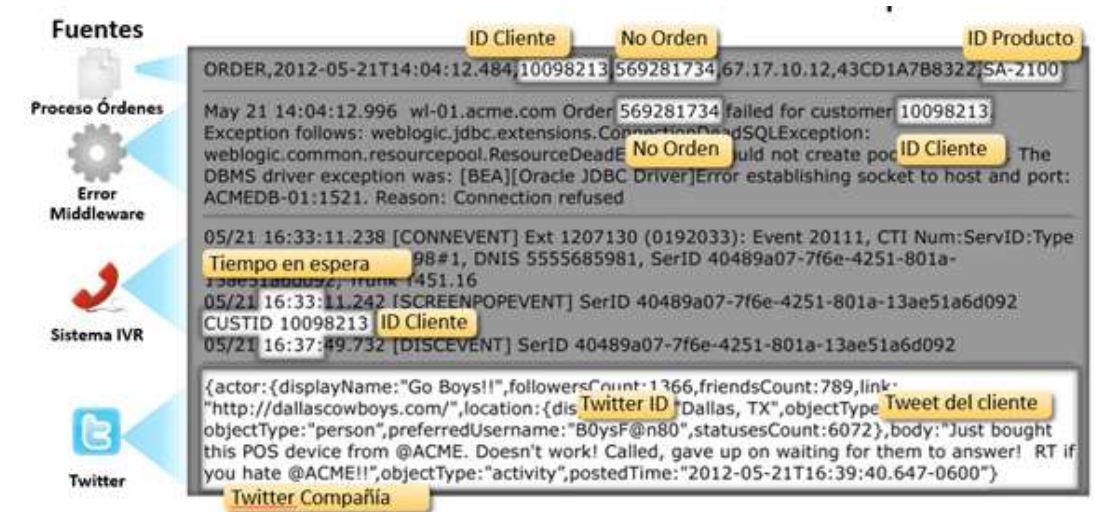 Fuentes
ID Cliente
No Orden
ID Producto
ORDER,2012-05-21T14:04:12.484,10098213,569281734,67.17.10.12,43CD1A7B8322,SA-2100
Proceso Órdenes
May 21 14:04:12.996 wl-01.acme.com Order 569281734 failed for customer 10098213.
Exception follows: weblogic.jdbc.extensions.ConnectionDeadSQLException:
weblogic.common.resourcepool.ResourceDeadE No Orden uld not create poo ID Cliente The
DBMS driver exception was: [BEA][Oracle JDBC Driver]Error establishing socket to host and port:
ACMEDB-01:1521. Reason: Connection refused
Error
Middleware
05/21 16:33:11.238 [CONNEVENT] Ext 1207130 (0192033): Event 20111, CTI Num:ServID:Type
Tiempo en espera 98#1, DNIS 5555685981, SerID 40489a07-7f6e-4251-801a-
13ae51a6d092, Trunk T451.16
05/21 16:33:11.242 [SCREENPOPEVENT] SerID 40489a07-7f6e-4251-801a-13ae51a6d092
CUSTID 10098213 ID Cliente
05/21 16:37:49.732 [DISCEVENT] SerID 40489a07-7f6e-4251-801a-13ae51a6d092
Sistema IVR
{actor:{displayName:"Go Boys!!",followersCount:1366,friendsCount:789,link:
"http://dallascowboys.com/",location:{dis Twitter ID "Dallas, TX",objectType Tweet del cliente
objectType:"person",preferredUsername:"B0ysF@n80",statusesCount:6072},body:"Just bought
this POS device from @ACME. Doesn't work! Called, gave up on waiting for them to answer! RT if
you hate @ACME!!",objectType:"activity",postedTime:"2012-05-21T16:39:40.647-0600"}
Twitter
Twitter Compañía